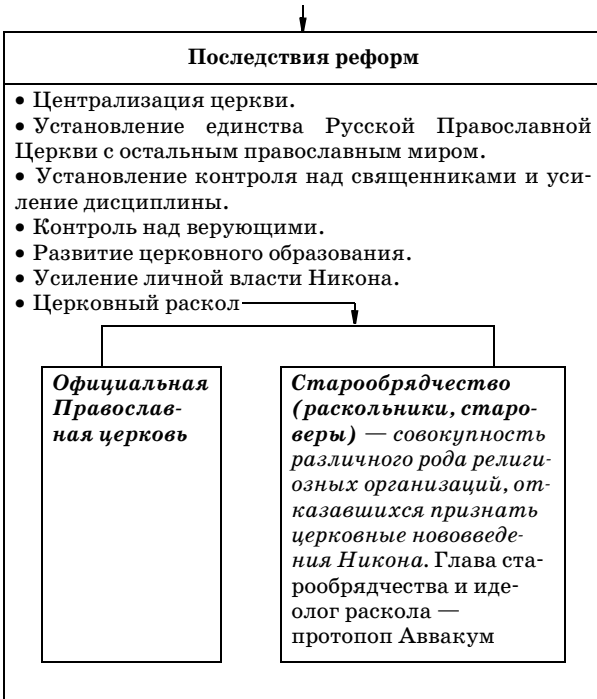 Последствия реформ
• Централизация церкви.
• Установление единства Русской Православной
Церкви с остальным православным миром.
• Установление контроля над священниками и уси-
ление дисциплины.
• Контроль над верующими.
• Развитие церковного образования.
• Усиление личной власти Никона.
• Церковный раскол
Официальная
Православ-
ная церковь
Старообрядчество
(раскольники, старо-
веры) — совокупность
различного рода религи-
озных организаций, от-
казавшихся признать
церковные нововведе-
ния Никона. Глава ста-
рообрядчества и иде-
олог раскола —
протопоп Аввакум